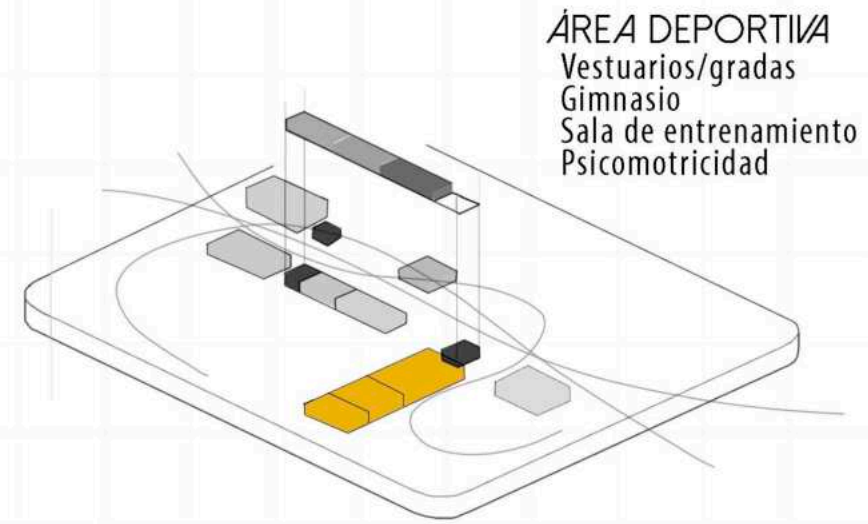 ÁREA DEPORTIVA
Vestuarios/gradas
Gimnasio
Sala de entrenamiento
Psicomotricidad